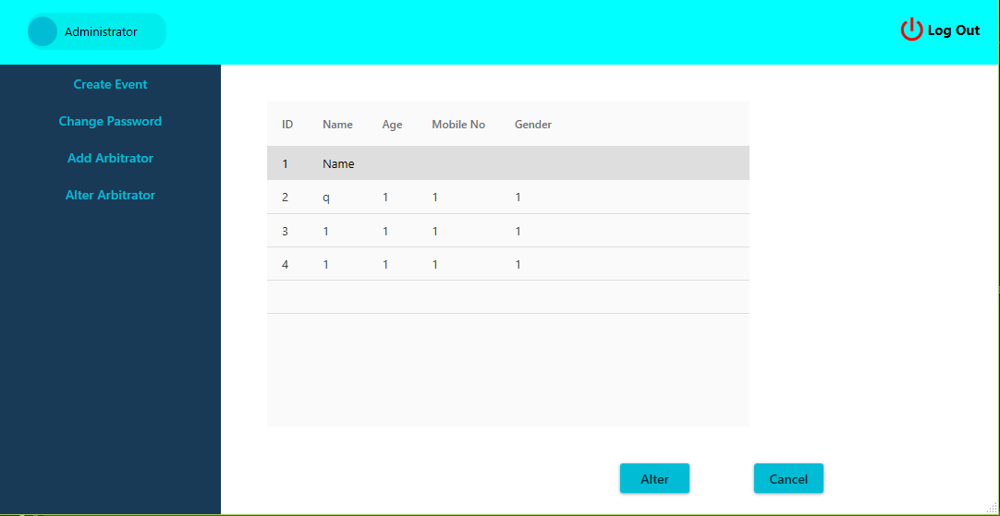 Administrator
Log Out
Create Event
Change Password
Add Arbitrator
Alter Arbitrator
ID Name Age Mobile No Gender
1 Name
2 q 1 1 1
3 1 1 1 1
4 1 1 1 1
Alter Cancel